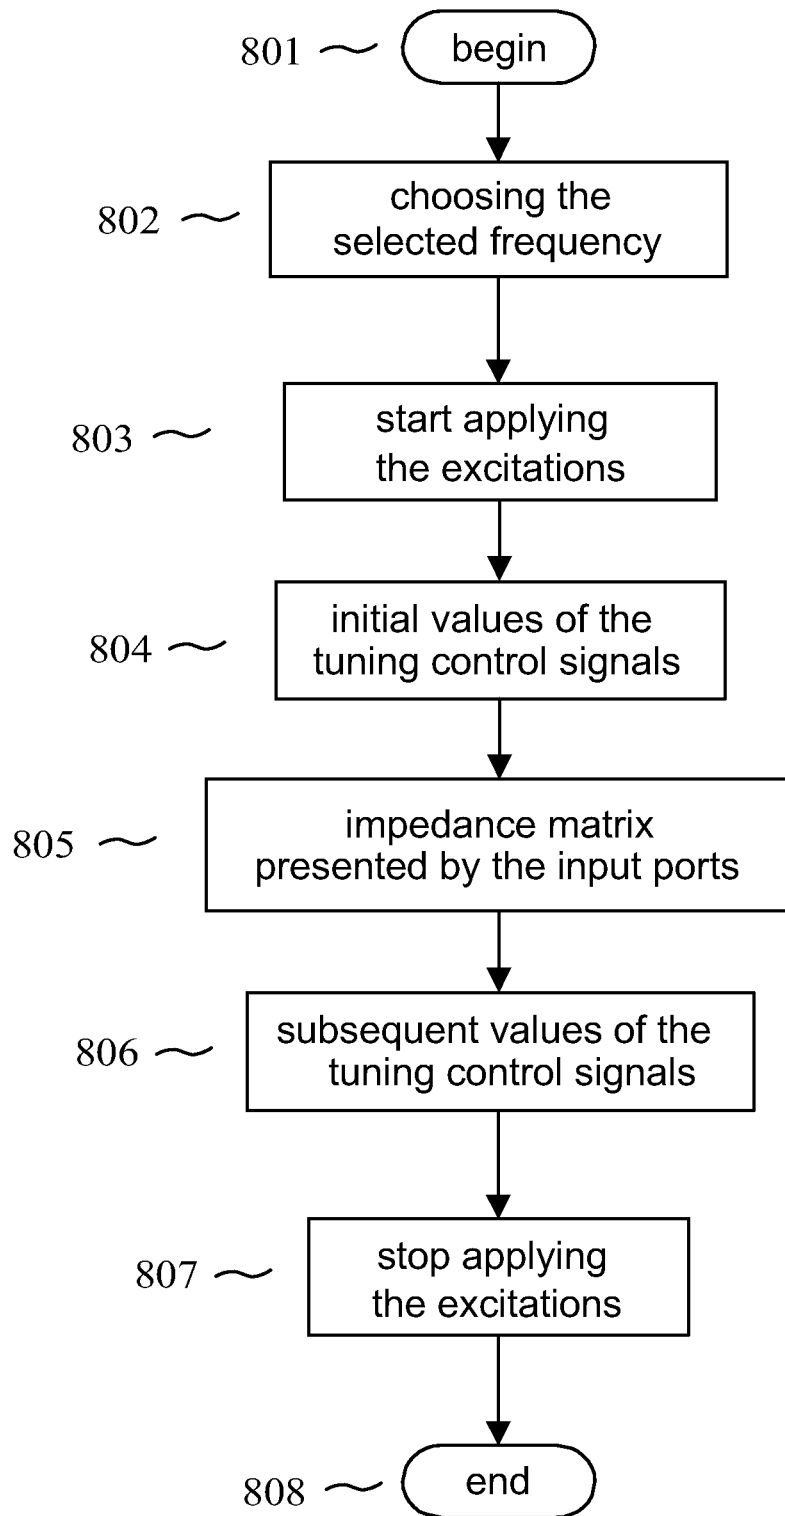 801
begin
802
choosing the
selected frequency
803
start applying
the excitations
804
initial values of the
tuning control signals
805
impedance matrix
presented by the input ports
806
subsequent values of the
tuning control signals
807
stop applying
the excitations
808
end